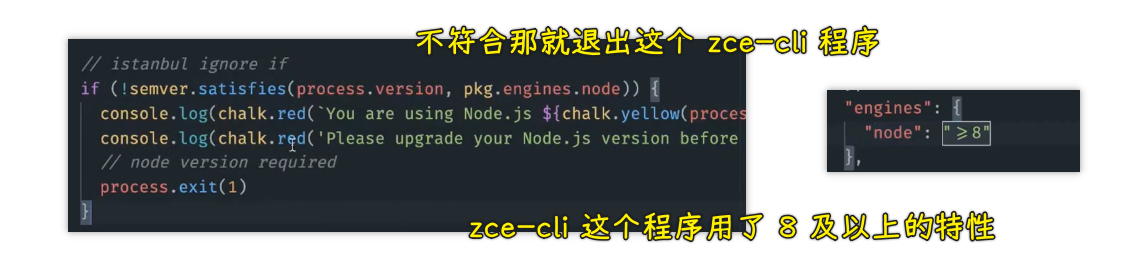 不符合那就退出这个 zce-cli 程序
// istanbul ignore if
if (!semver.satisfies(process.version, pkg.engines.node)) {
console.log(chalk.red(`You are using Node.js ${chalk.yellow(proces
console.log(chalk.red('Please upgrade your Node.js version before
// node version required
process.exit(1)
}
"engines": {
"node": "≥8"
},
zce-cli 这个程序用了 8 及以上的特性